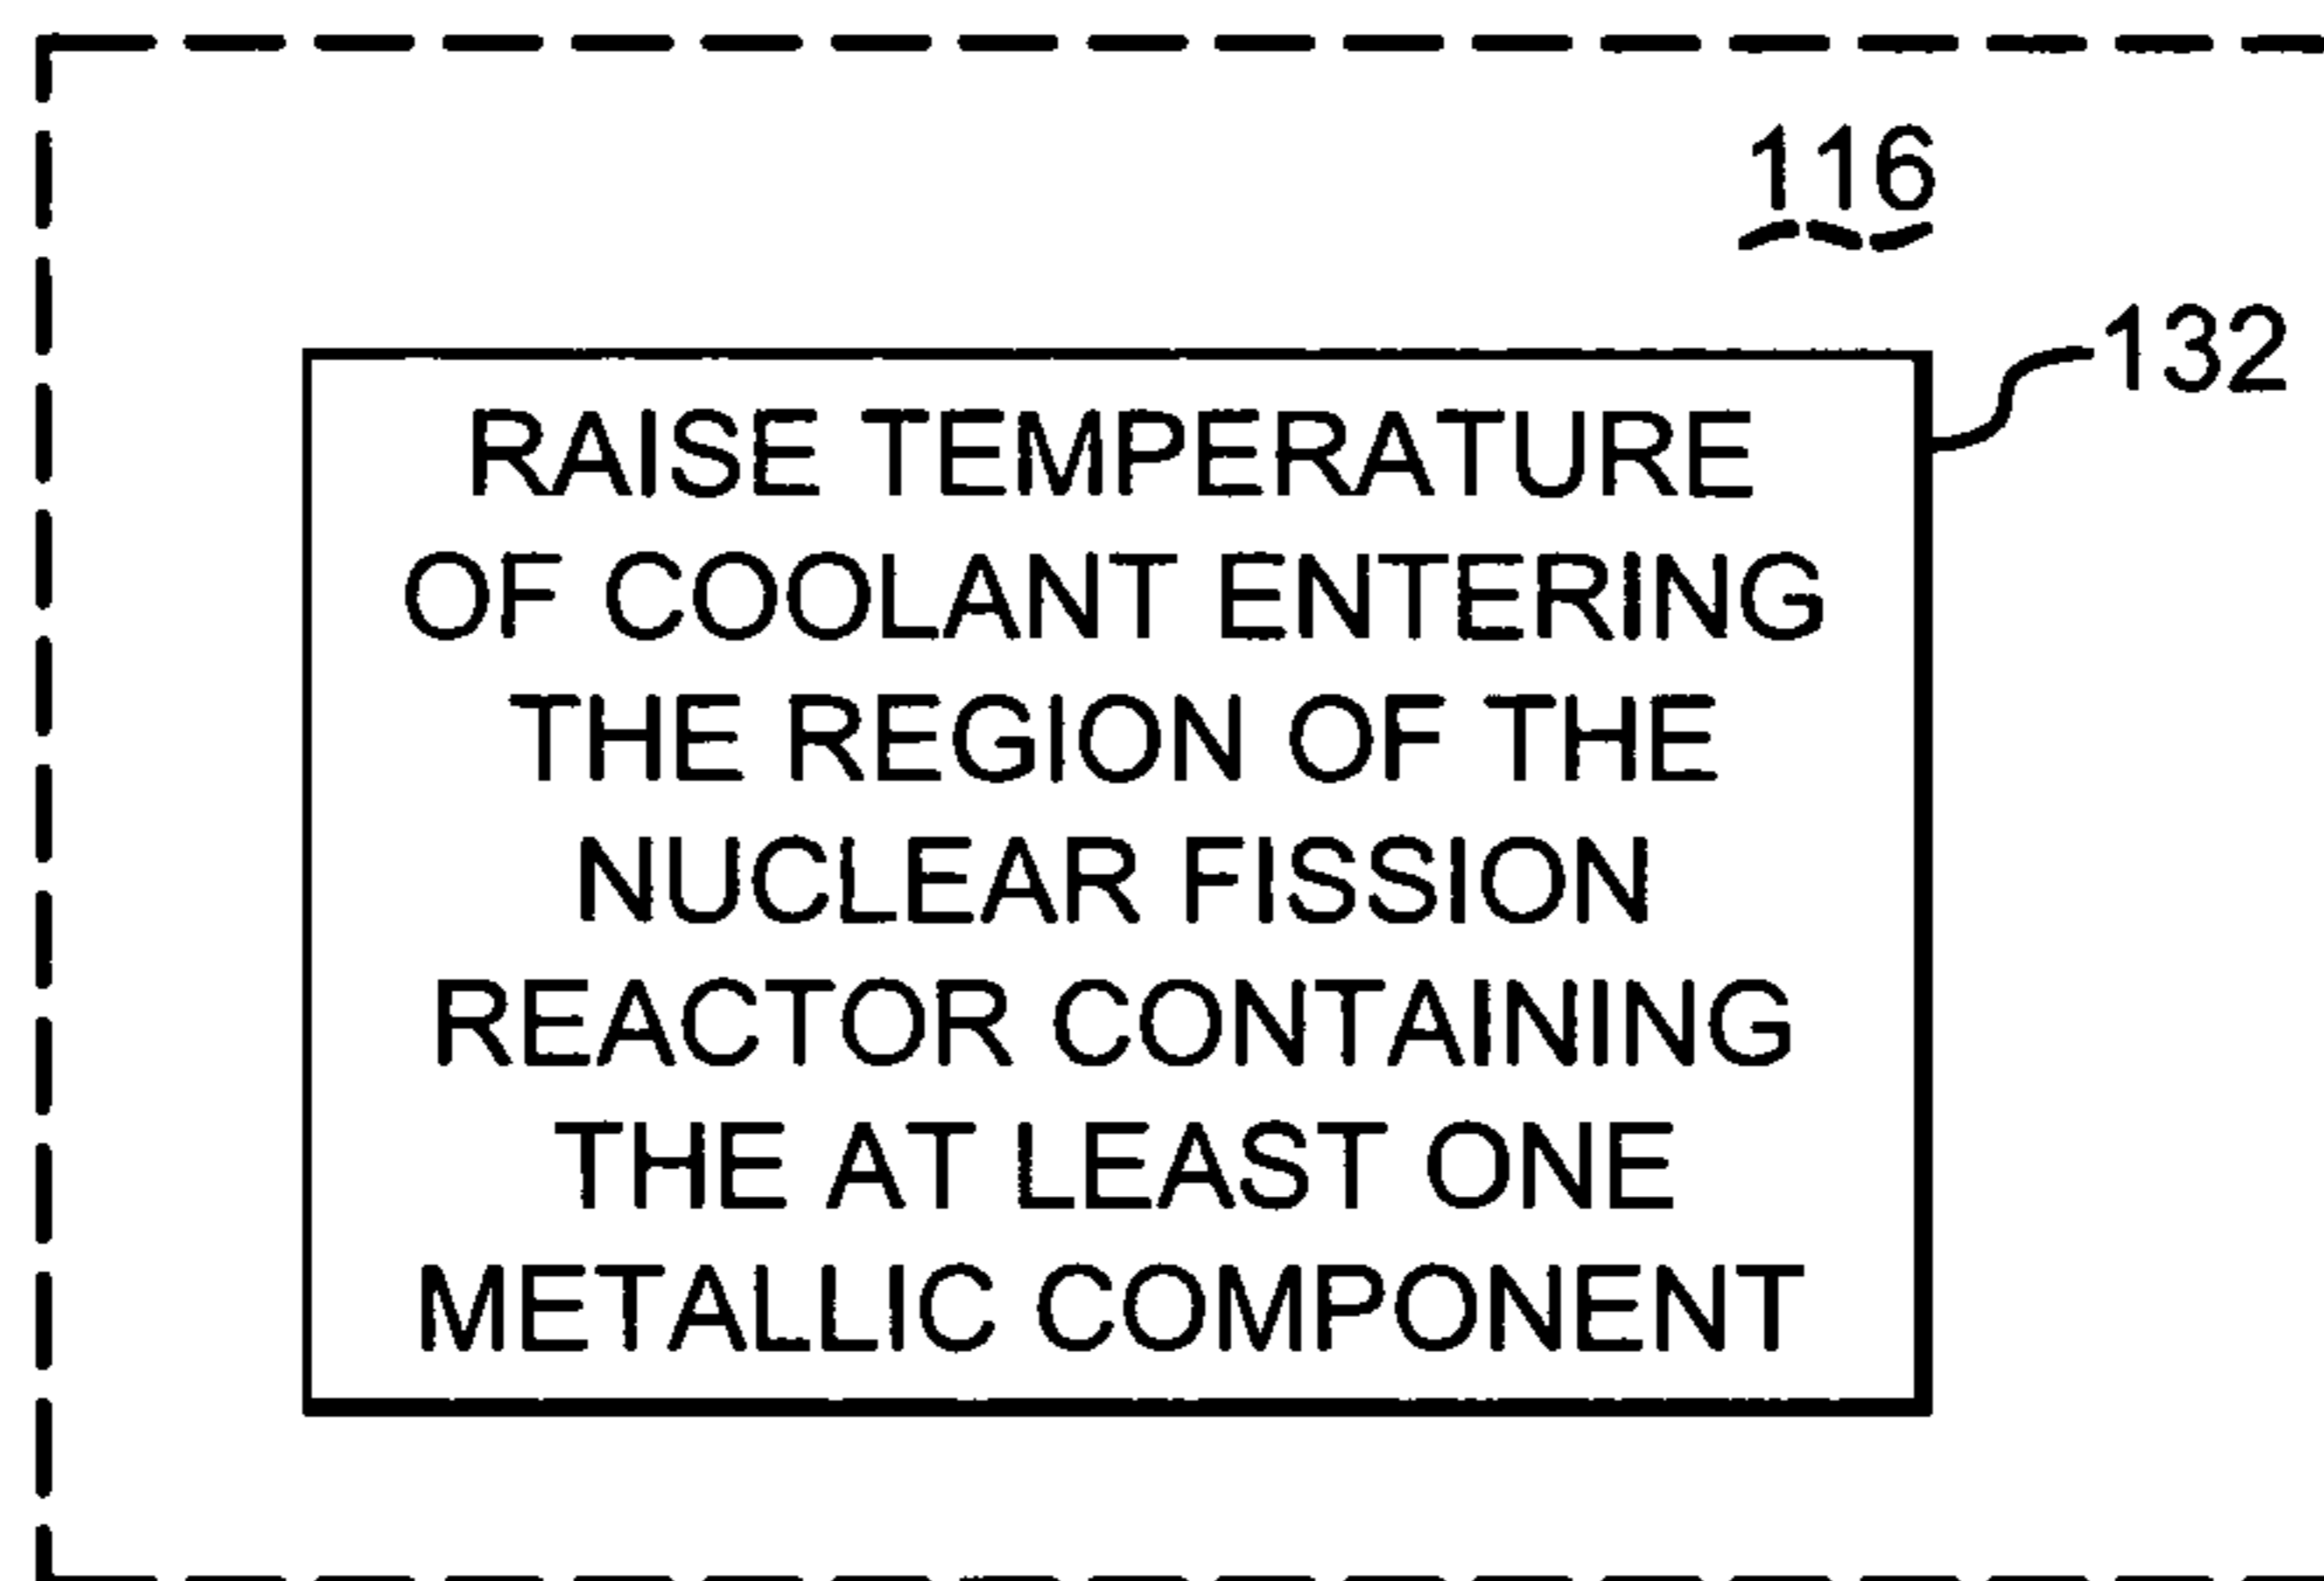 116
132
RAISE TEMPERATURE
OF COOLANT ENTERING
THE REGION OF THE
NUCLEAR FISSION
REACTOR CONTAINING
THE AT LEAST ONE
METALLIC COMPONENT